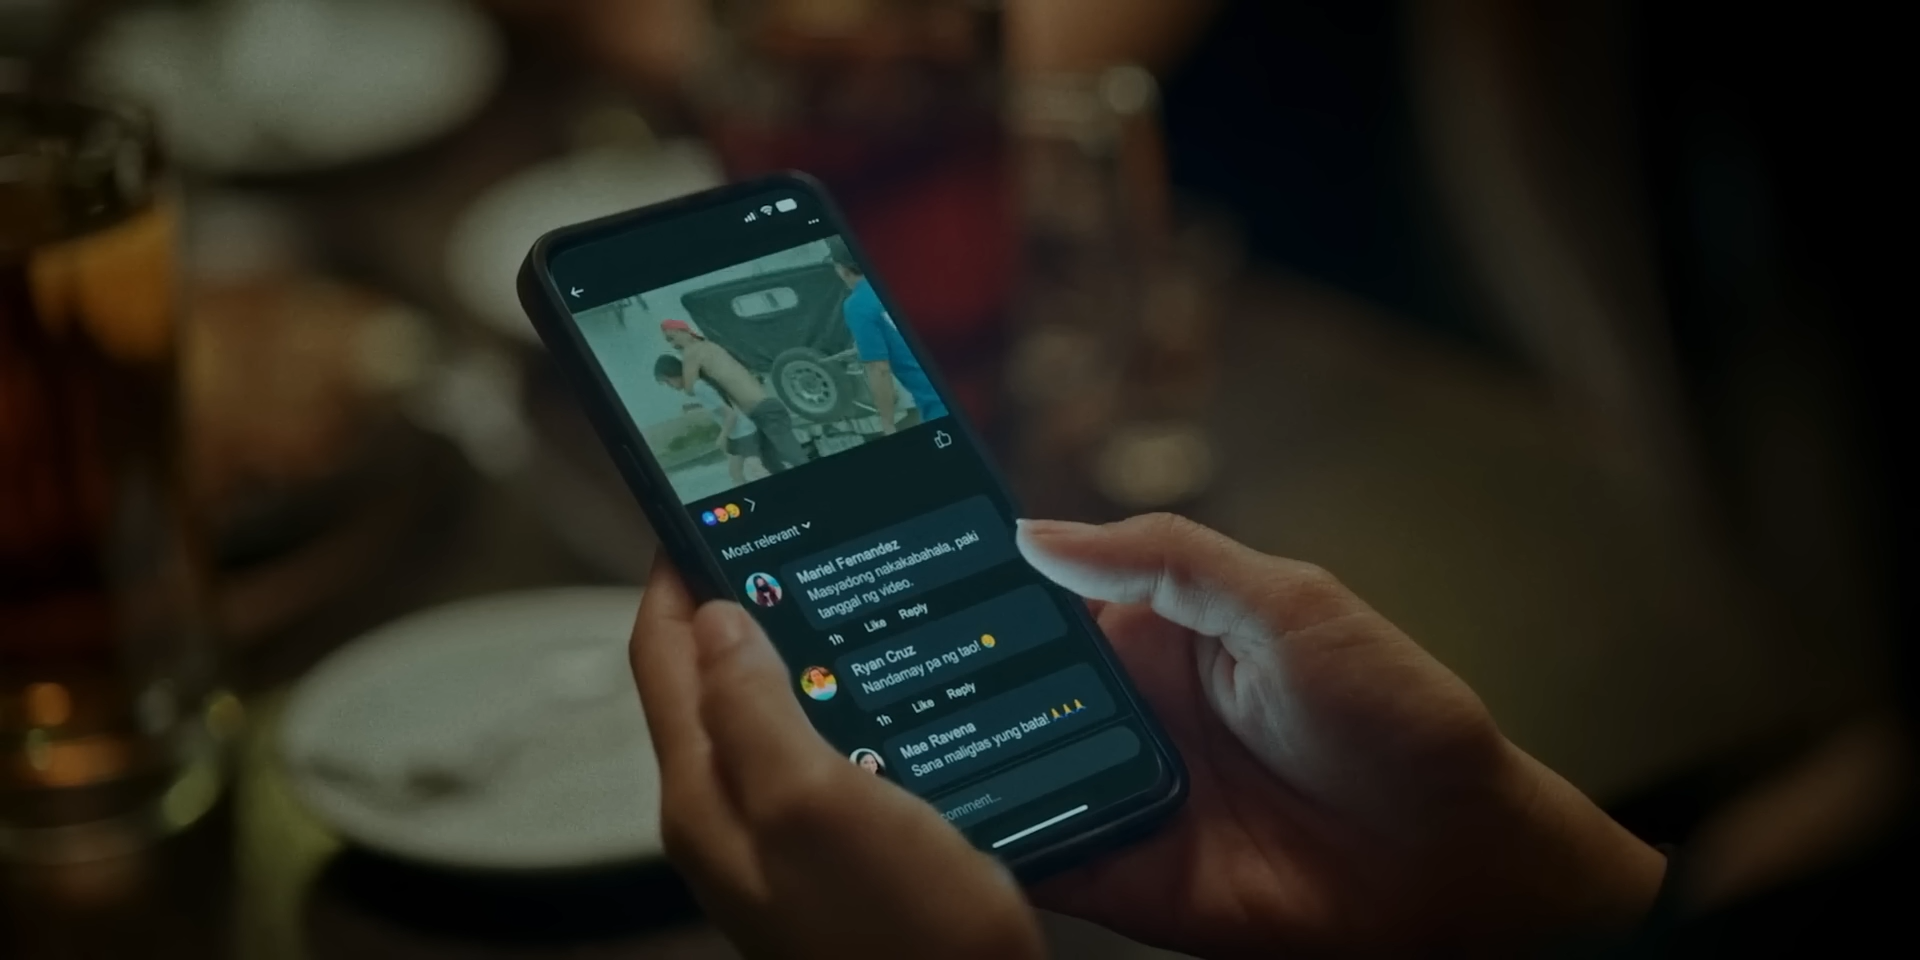 Most relevant
Mariel Fernandez
Masyadong nakakabahala, paki
tanggal ng video.
1h Like Reply
Ryan Cruz
Nandamay pa ng tao!
1h Like Reply
Mae Ravena
Sana maligtas yung bata! 🙏🙏🙏
comment...